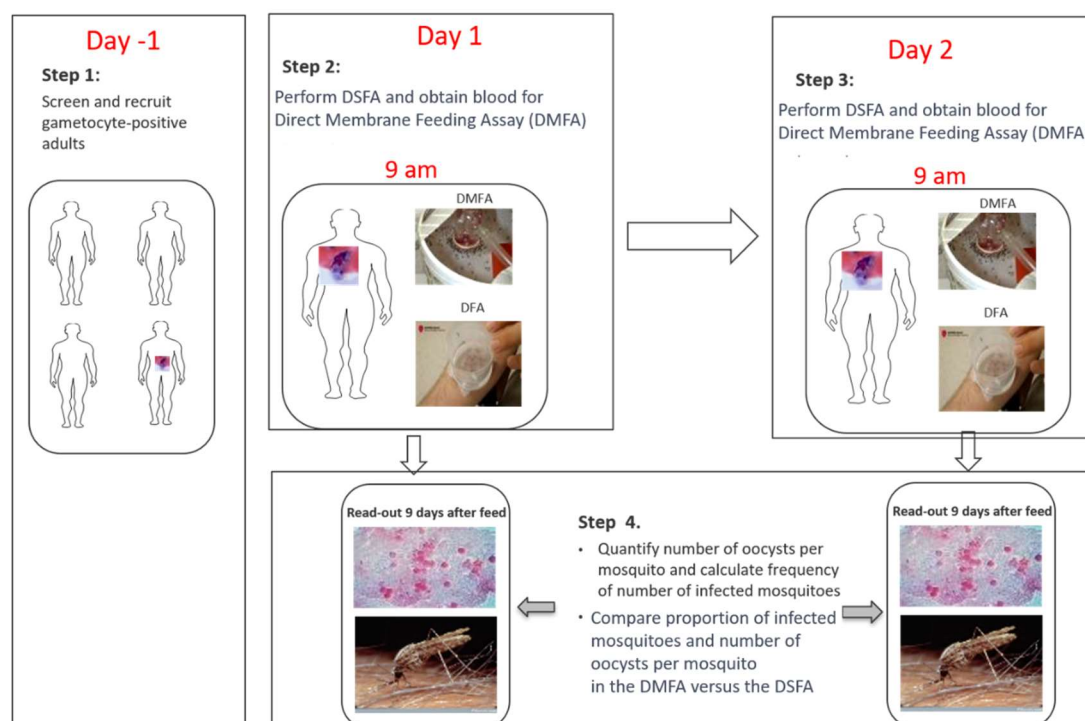 Day -1
Step 1:
Screen and recruit
gametocyte-positive
adults
Day 1
Step 2:
Perform DSFA and obtain blood for
Direct Membrane Feeding Assay (DMFA)
9 am
DMFA
DFA
Day 2
Step 3:
Perform DSFA and obtain blood for
Direct Membrane Feeding Assay (DMFA
9 am
DMFA
DFA
Read-out 9 days after feed
Step 4.
• Quantify number of oocysts per
mosquito and calculate frequency
of number of infected mosquitoes
• Compare proportion of infected
mosquitoes and number of
oocysts per mosquito
in the DMFA versus the DSFA
Read-out 9 days after feed